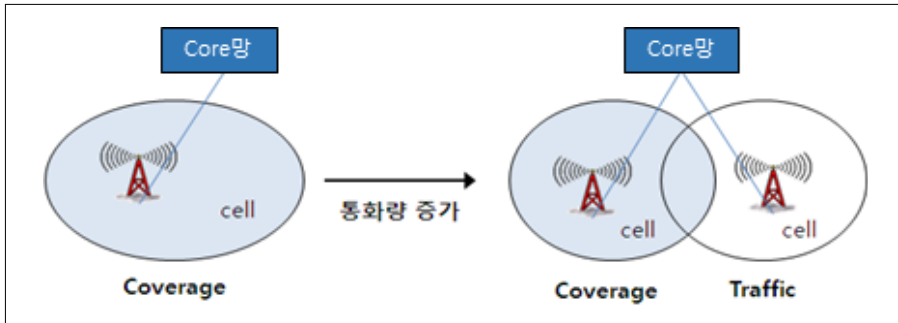 Core망
Core망
cell
통화량 증가
cell
cell
Coverage
Coverage
Traffic